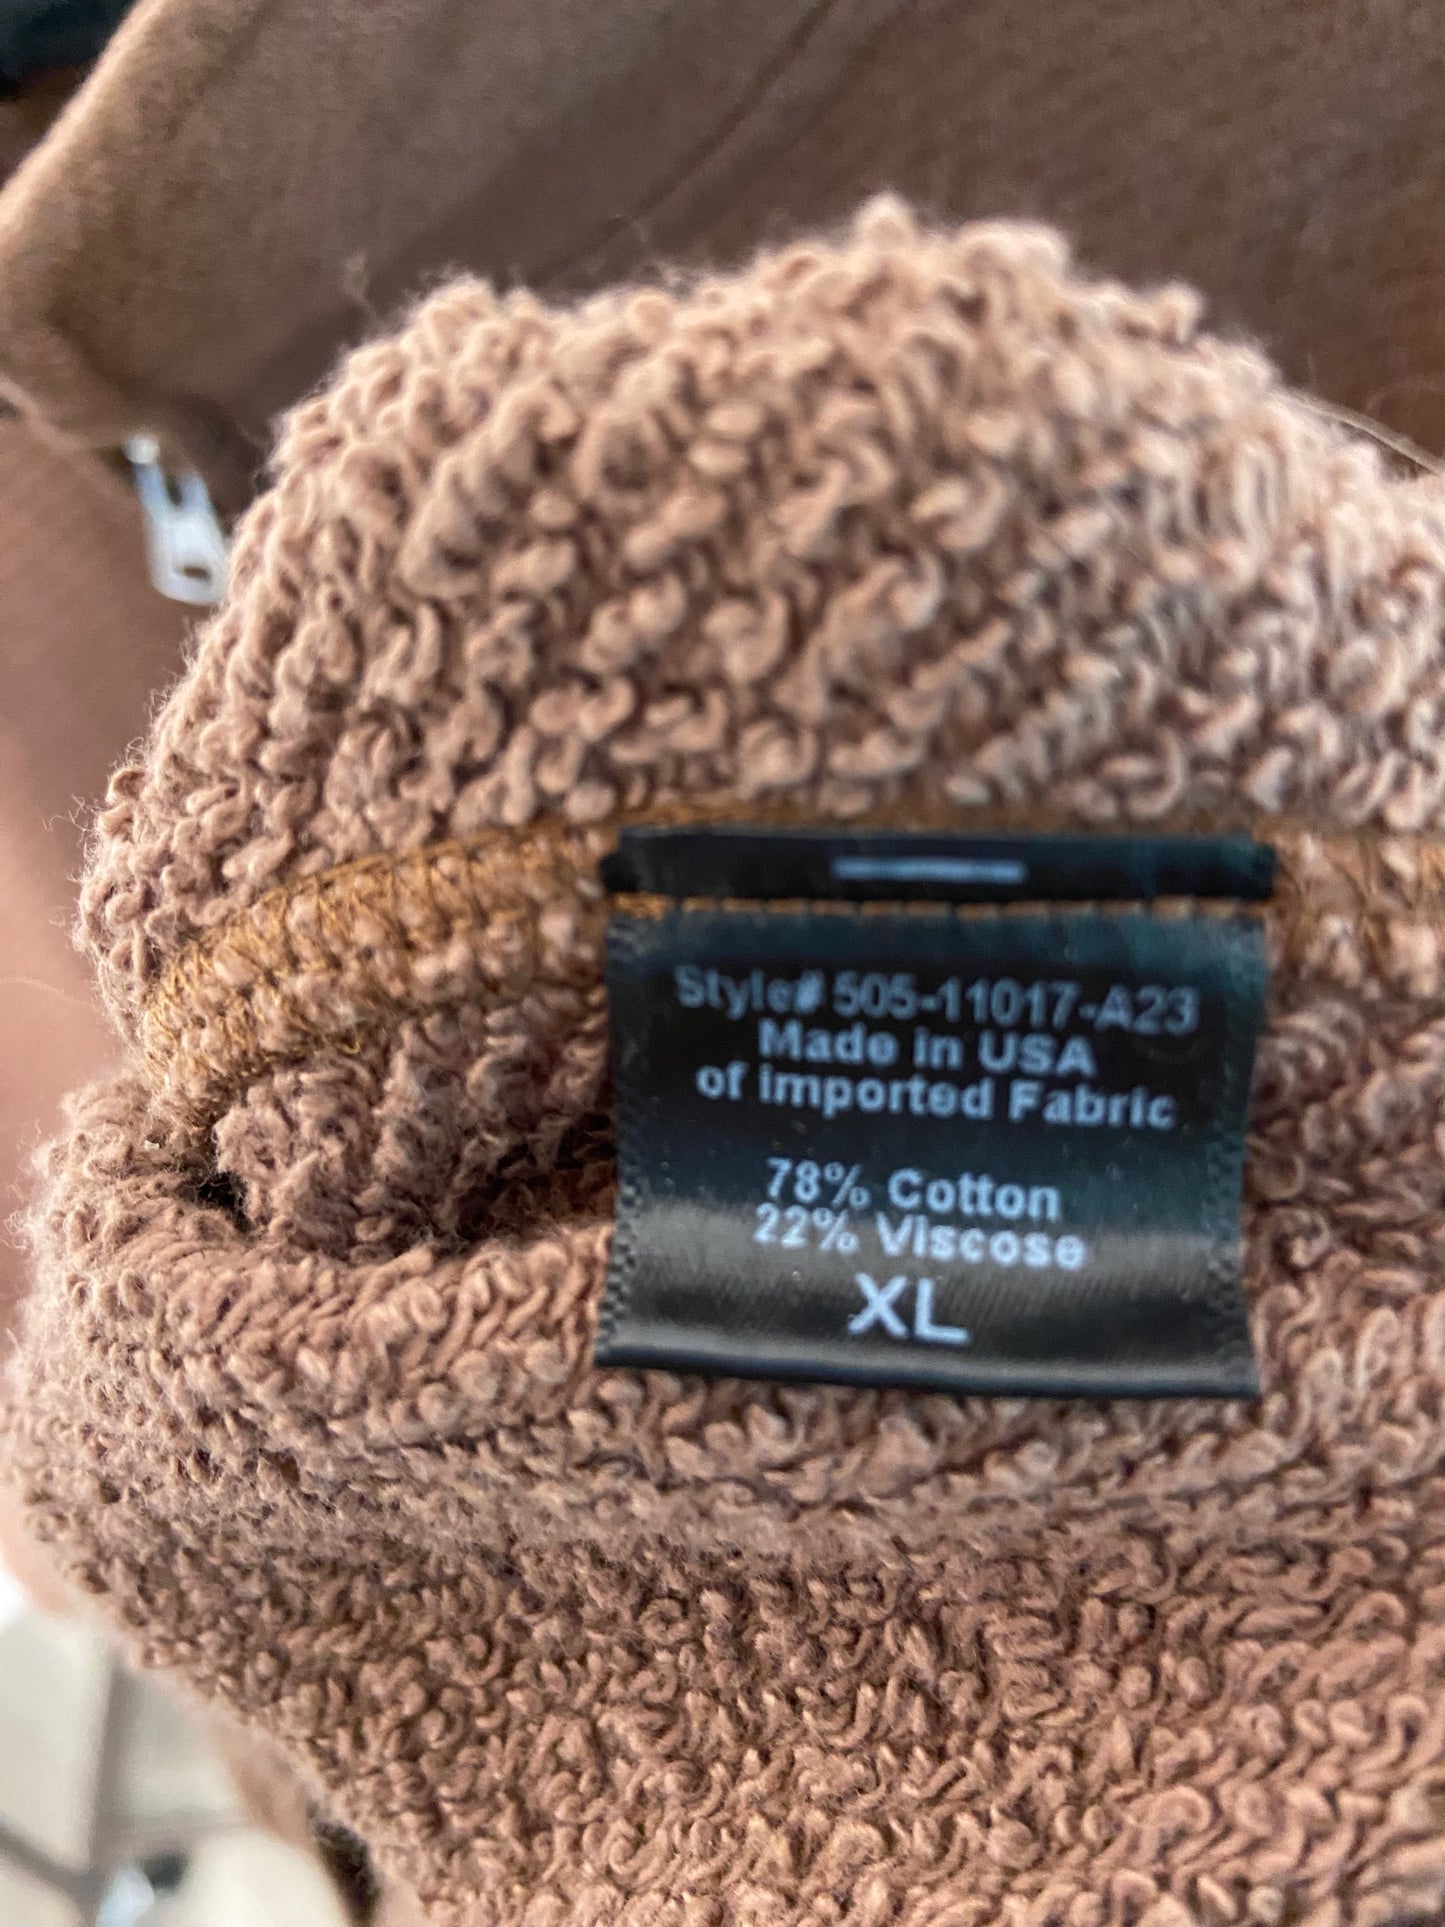 Style# 505-11017-A23
Made in USA
of imported Fabric
78% Cotton
22% Viscose
XL